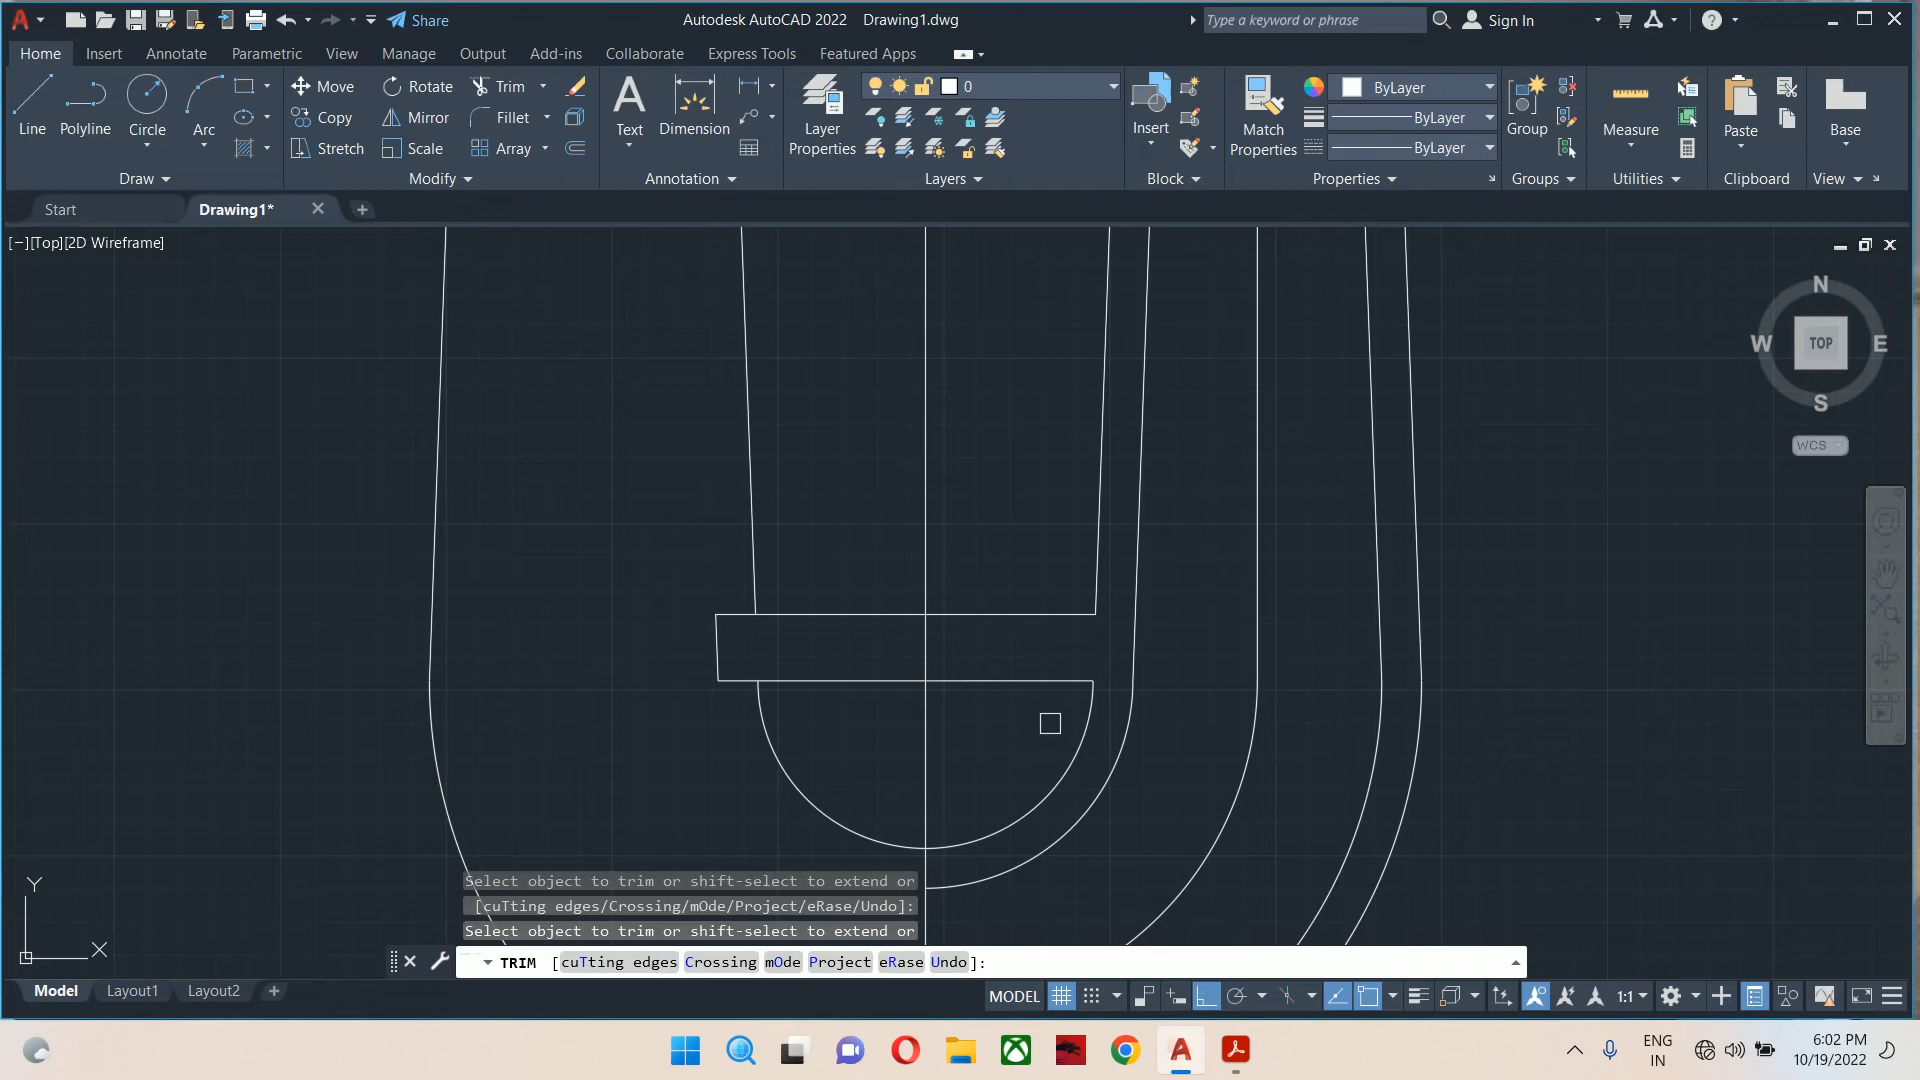 Share
Autodesk AutoCAD 2022 Drawing1.dwg
Type a keyword or phrase
Sign In
Home Insert Annotate Parametric View Manage Output Add-ins Collaborate Express Tools Featured Apps
Line Polyline Circle Arc
Draw
Move Rotate Trim
Copy Mirror Fillet
Stretch Scale Array
Modify
Text Dimension
Annotation
Layer Properties
0
Layers
Insert
Block
Match Properties
ByLayer
ByLayer
ByLayer
Properties
Group
Groups
Measure
Utilities
Paste
Clipboard
Base
View
Start Drawing1*
[−][Top][2D Wireframe]
N
W TOP E
S
WCS
Y
X
Select object to trim or shift-select to extend or
[cuTting edges/Crossing/mOde/Project/eRase/Undo]:
Select object to trim or shift-select to extend or
TRIM [cuTting edges Crossing mOde Project eRase Undo]:
Model Layout1 Layout2
MODEL 1:1
ENG
IN
6:02 PM
10/19/2022